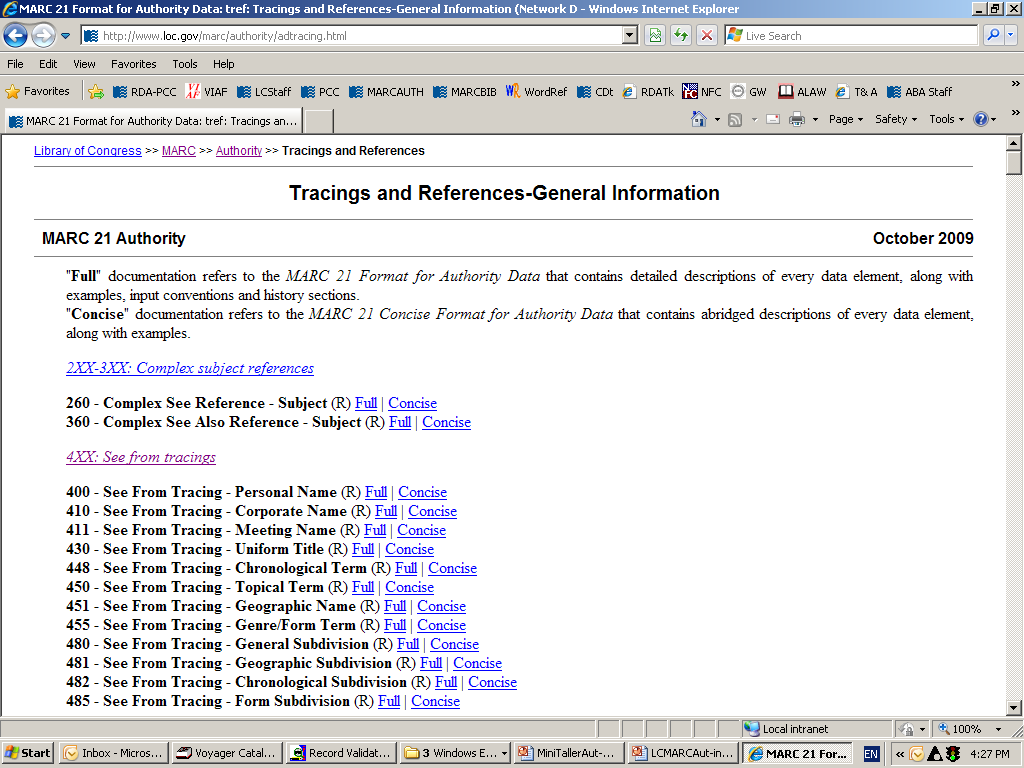 MARC 21 Format for Authority Data: tref: Tracings and References-General Information (Network D - Windows Internet Explorer
http://www.loc.gov/marc/authority/adtracing.html
Live Search
File Edit View Favorites Tools Help
Favorites RDA-PCC VIAF LCStaff PCC MARCAUTH MARCBIB WordRef CDt RDATk NFC GW ALAW T& A ABA Staff
MARC 21 Format for Authority Data: tref: Tracings an...
Page Safety Tools
Library of Congress >> MARC >> Authority >> Tracings and References
Tracings and References-General Information
MARC 21 Authority October 2009
"Full" documentation refers to the MARC 21 Format for Authority Data that contains detailed descriptions of every data element, along with
examples, input conventions and history sections.
"Concise" documentation refers to the MARC 21 Concise Format for Authority Data that contains abridged descriptions of every data element,
along with examples.
2XX-3XX: Complex subject references
260 - Complex See Reference - Subject (R) Full | Concise
360 - Complex See Also Reference - Subject (R) Full | Concise
4XX: See from tracings
400 - See From Tracing - Personal Name (R) Full | Concise
410 - See From Tracing - Corporate Name (R) Full | Concise
411 - See From Tracing - Meeting Name (R) Full | Concise
430 - See From Tracing - Uniform Title (R) Full | Concise
448 - See From Tracing - Chronological Term (R) Full | Concise
450 - See From Tracing - Topical Term (R) Full | Concise
451 - See From Tracing - Geographic Name (R) Full | Concise
455 - See From Tracing - Genre/Form Term (R) Full | Concise
480 - See From Tracing - General Subdivision (R) Full | Concise
481 - See From Tracing - Geographic Subdivision (R) Full | Concise
482 - See From Tracing - Chronological Subdivision (R) Full | Concise
485 - See From Tracing - Form Subdivision (R) Full | Concise
Local intranet 100%
Start Inbox - Micros... Voyager Catal... Record Validat... 3 Windows E... MiniTallerAut-... LCMARCAut-in... MARC 21 For... EN « 4:27 PM